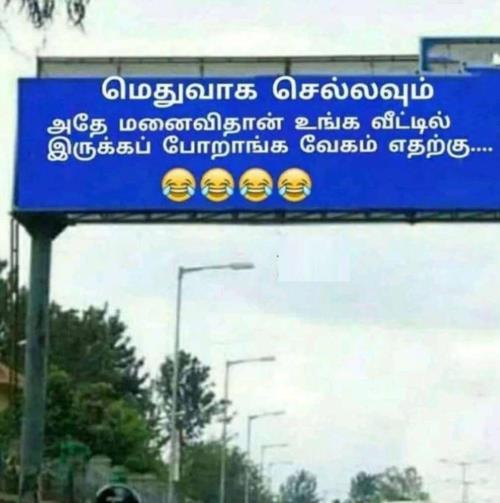 மெதுவாக செல்லவும்
அதே மனைவிதான் உங்க வீட்டில்
இருக்கப் போறாங்க வேகம் எதற்கு....
😂😂😂😂